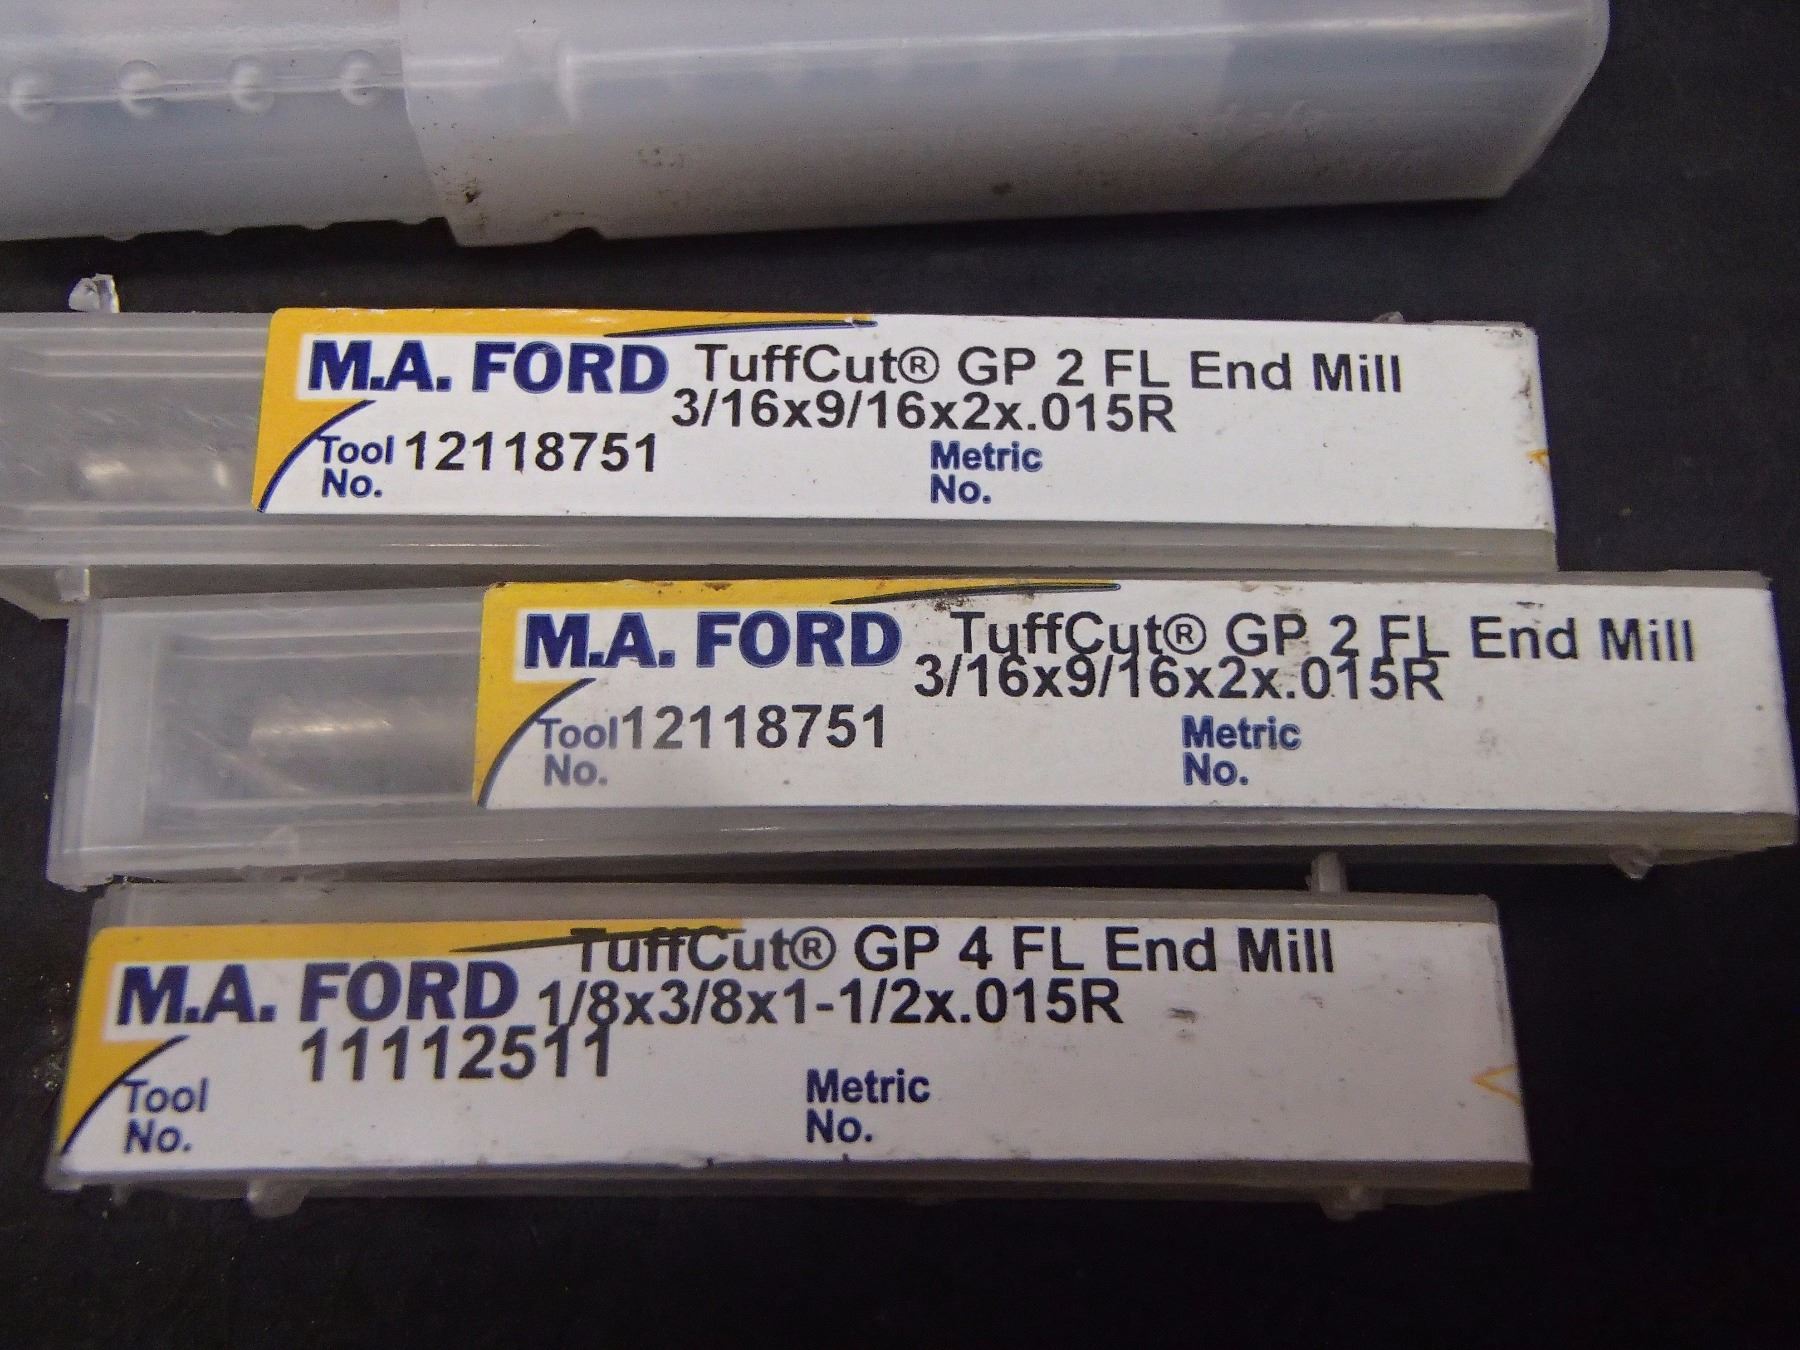 M.A. FORD TuffCut® GP 2 FL End Mill
3/16x9/16x2x.015R
Tool 12118751 Metric
No. No.
M.A. FORD TuffCut® GP 2 FL End Mill
3/16x9/16x2x.015R
Tool 12118751 Metric
No. No.
TuffCut® GP 4 FL End Mill
M.A. FORD 1/8x3/8x1-1/2x.015R
11112511
Tool Metric
No. No.